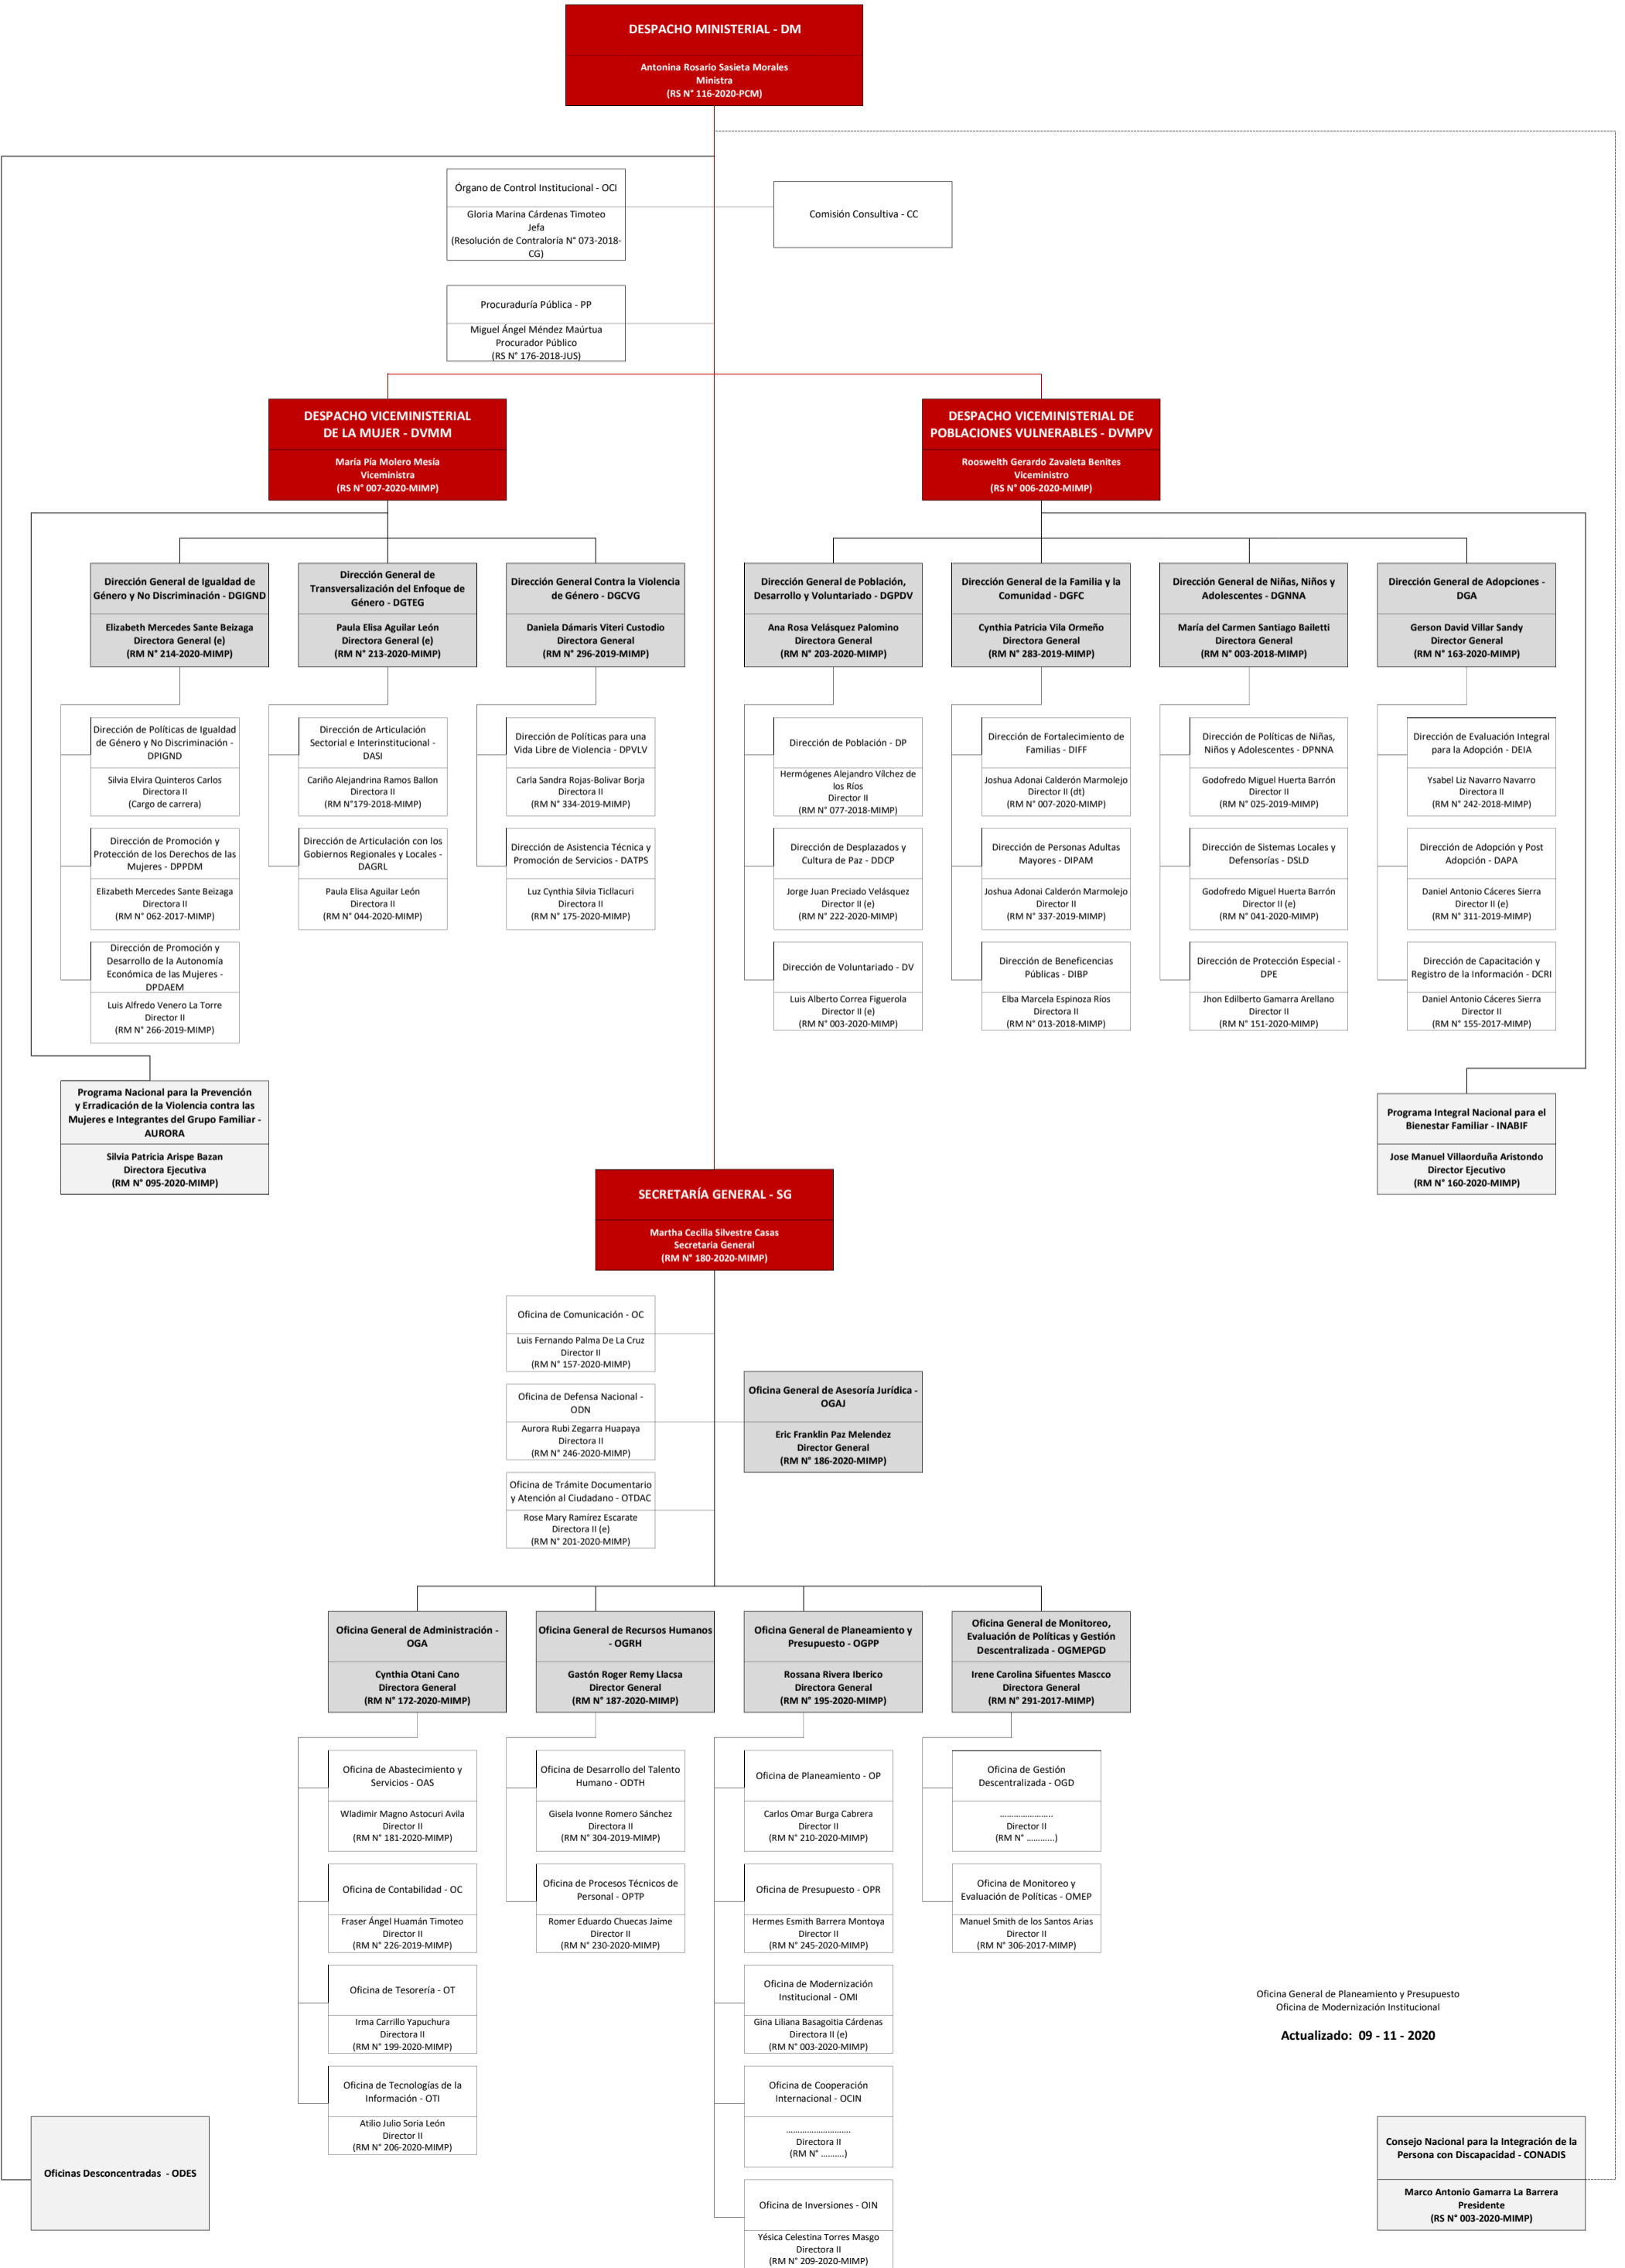 DESPACHO MINISTERIAL - DM
Antonina Rosario Sasieta Morales
Ministra
(RS N° 116-2020-PCM)
Órgano de Control Institucional - OCI
Gloria Marina Cárdenas Timoteo
Jefa
(Resolución de Contraloría N° 073-2018-
CG)
Comisión Consultiva - CC
Procuraduría Pública - PP
Miguel Ángel Méndez Maúrtua
Procurador Público
(RS N° 176-2018-JUS)
DESPACHO VICEMINISTERIAL
DE LA MUJER - DVMM
María Pía Molero Mesía
Viceministra
(RS N° 007-2020-MIMP)
DESPACHO VICEMINISTERIAL DE
POBLACIONES VULNERABLES - DVMPV
Rooswelth Gerardo Zavaleta Benites
Viceministro
(RS N° 006-2020-MIMP)
Dirección General de Igualdad de
Género y No Discriminación - DGIGND
Elizabeth Mercedes Sante Beizaga
Directora General (e)
(RM N° 214-2020-MIMP)
Dirección General de
Transversalización del Enfoque de
Género - DGTEG
Paula Elisa Aguilar León
Directora General (e)
(RM N° 213-2020-MIMP)
Dirección General Contra la Violencia
de Género - DGCVG
Daniela Dámaris Viteri Custodio
Directora General
(RM N° 296-2019-MIMP)
Dirección General de Población,
Desarrollo y Voluntariado - DGPDV
Ana Rosa Velásquez Palomino
Directora General
(RM N° 203-2020-MIMP)
Dirección General de la Familia y la
Comunidad - DGFC
Cynthia Patricia Vila Ormeño
Directora General
(RM N° 283-2019-MIMP)
Dirección General de Niñas, Niños y
Adolescentes - DGNNA
María del Carmen Santiago Bailetti
Directora General
(RM N° 003-2018-MIMP)
Dirección General de Adopciones -
DGA
Gerson David Villar Sandy
Director General
(RM N° 163-2020-MIMP)
Dirección de Políticas de Igualdad
de Género y No Discriminación -
DPIGND
Silvia Elvira Quinteros Carlos
Directora II
(Cargo de carrera)
Dirección de Articulación
Sectorial e Interinstitucional -
DASI
Cariño Alejandrina Ramos Ballon
Directora II
(RM N°179-2018-MIMP)
Dirección de Políticas para una
Vida Libre de Violencia - DPVLV
Carla Sandra Rojas-Bolivar Borja
Directora II
(RM N° 334-2019-MIMP)
Dirección de Población - DP
Hermógenes Alejandro Vílchez de
los Ríos
Director II
(RM N° 077-2018-MIMP)
Dirección de Fortalecimiento de
Familias - DIFF
Joshua Adonai Calderón Marmolejo
Director II (dt)
(RM N° 007-2020-MIMP)
Dirección de Políticas de Niñas,
Niños y Adolescentes - DPNNA
Godofredo Miguel Huerta Barrón
Director II
(RM N° 025-2019-MIMP)
Dirección de Evaluación Integral
para la Adopción - DEIA
Ysabel Liz Navarro Navarro
Directora II
(RM N° 242-2018-MIMP)
Dirección de Promoción y
Protección de los Derechos de las
Mujeres - DPPDM
Elizabeth Mercedes Sante Beizaga
Directora II
(RM N° 062-2017-MIMP)
Dirección de Articulación con los
Gobiernos Regionales y Locales -
DAGRL
Paula Elisa Aguilar León
Directora II
(RM N° 044-2020-MIMP)
Dirección de Asistencia Técnica y
Promoción de Servicios - DATPS
Luz Cynthia Silvia Ticllacuri
Directora II
(RM N° 175-2020-MIMP)
Dirección de Desplazados y
Cultura de Paz - DDCP
Jorge Juan Preciado Velásquez
Director II (e)
(RM N° 222-2020-MIMP)
Dirección de Personas Adultas
Mayores - DIPAM
Joshua Adonai Calderón Marmolejo
Director II
(RM N° 337-2019-MIMP)
Dirección de Sistemas Locales y
Defensorías - DSLD
Godofredo Miguel Huerta Barrón
Director II (e)
(RM N° 041-2020-MIMP)
Dirección de Adopción y Post
Adopción - DAPA
Daniel Antonio Cáceres Sierra
Director II (e)
(RM N° 311-2019-MIMP)
Dirección de Promoción y
Desarrollo de la Autonomía
Económica de las Mujeres -
DPDAEM
Luis Alfredo Venero La Torre
Director II
(RM N° 266-2019-MIMP)
Dirección de Voluntariado - DV
Luis Alberto Correa Figuerola
Director II (e)
(RM N° 003-2020-MIMP)
Dirección de Beneficencias
Públicas - DIBP
Elba Marcela Espinoza Ríos
Directora II
(RM N° 013-2018-MIMP)
Dirección de Protección Especial -
DPE
Jhon Edilberto Gamarra Arellano
Director II
(RM N° 151-2020-MIMP)
Dirección de Capacitación y
Registro de la Información - DCRI
Daniel Antonio Cáceres Sierra
Director II
(RM N° 155-2017-MIMP)
Programa Nacional para la Prevención
y Erradicación de la Violencia contra las
Mujeres e Integrantes del Grupo Familiar -
AURORA
Silvia Patricia Arispe Bazan
Directora Ejecutiva
(RM N° 095-2020-MIMP)
Programa Integral Nacional para el
Bienestar Familiar - INABIF
Jose Manuel Villaorduña Aristondo
Director Ejecutivo
(RM N° 160-2020-MIMP)
SECRETARÍA GENERAL - SG
Martha Cecilia Silvestre Casas
Secretaria General
(RM N° 180-2020-MIMP)
Oficina de Comunicación - OC
Luis Fernando Palma De La Cruz
Director II
(RM N° 157-2020-MIMP)
Oficina de Defensa Nacional -
ODN
Aurora Rubi Zegarra Huapaya
Directora II
(RM N° 246-2020-MIMP)
Oficina General de Asesoría Jurídica -
OGAJ
Eric Franklin Paz Melendez
Director General
(RM N° 186-2020-MIMP)
Oficina de Trámite Documentario
y Atención al Ciudadano - OTDAC
Rose Mary Ramírez Escarate
Directora II (e)
(RM N° 201-2020-MIMP)
Oficina General de Administración -
OGA
Cynthia Otani Cano
Directora General
(RM N° 172-2020-MIMP)
Oficina General de Recursos Humanos
- OGRH
Gastón Roger Remy Llacsa
Director General
(RM N° 187-2020-MIMP)
Oficina General de Planeamiento y
Presupuesto - OGPP
Rossana Rivera Iberico
Directora General
(RM N° 195-2020-MIMP)
Oficina General de Monitoreo,
Evaluación de Políticas y Gestión
Descentralizada - OGMEPGD
Irene Carolina Sifuentes Mascco
Directora General
(RM N° 291-2017-MIMP)
Oficina de Abastecimiento y
Servicios - OAS
Wladimir Magno Astocuri Avila
Director II
(RM N° 181-2020-MIMP)
Oficina de Desarrollo del Talento
Humano - ODTH
Gisela Ivonne Romero Sánchez
Directora II
(RM N° 304-2019-MIMP)
Oficina de Planeamiento - OP
Carlos Omar Burga Cabrera
Director II
(RM N° 210-2020-MIMP)
Oficina de Gestión
Descentralizada - OGD
.....................
Director II
(RM N° ............)
Oficina de Contabilidad - OC
Fraser Ángel Huamán Timoteo
Director II
(RM N° 226-2019-MIMP)
Oficina de Procesos Técnicos de
Personal - OPTP
Romer Eduardo Chuecas Jaime
Director II
(RM N° 230-2020-MIMP)
Oficina de Presupuesto - OPR
Hermes Esmith Barrera Montoya
Director II
(RM N° 245-2020-MIMP)
Oficina de Monitoreo y
Evaluación de Políticas - OMEP
Manuel Smith de los Santos Arias
Director II
(RM N° 306-2017-MIMP)
Oficina de Tesorería - OT
Irma Carrillo Yapuchura
Directora II
(RM N° 199-2020-MIMP)
Oficina de Modernización
Institucional - OMI
Gina Liliana Basagoitia Cárdenas
Directora II (e)
(RM N° 003-2020-MIMP)
Oficina General de Planeamiento y Presupuesto
Oficina de Modernización Institucional
Actualizado: 09 - 11 - 2020
Oficina de Tecnologías de la
Información - OTI
Atilio Julio Soria León
Director II
(RM N° 206-2020-MIMP)
Oficina de Cooperación
Internacional - OCIN
.........................
Directora II
(RM N° ..........)
Oficinas Desconcentradas - ODES
Consejo Nacional para la Integración de la
Persona con Discapacidad - CONADIS
Marco Antonio Gamarra La Barrera
Presidente
(RS N° 003-2020-MIMP)
Oficina de Inversiones - OIN
Yésica Celestina Torres Masgo
Directora II
(RM N° 209-2020-MIMP)